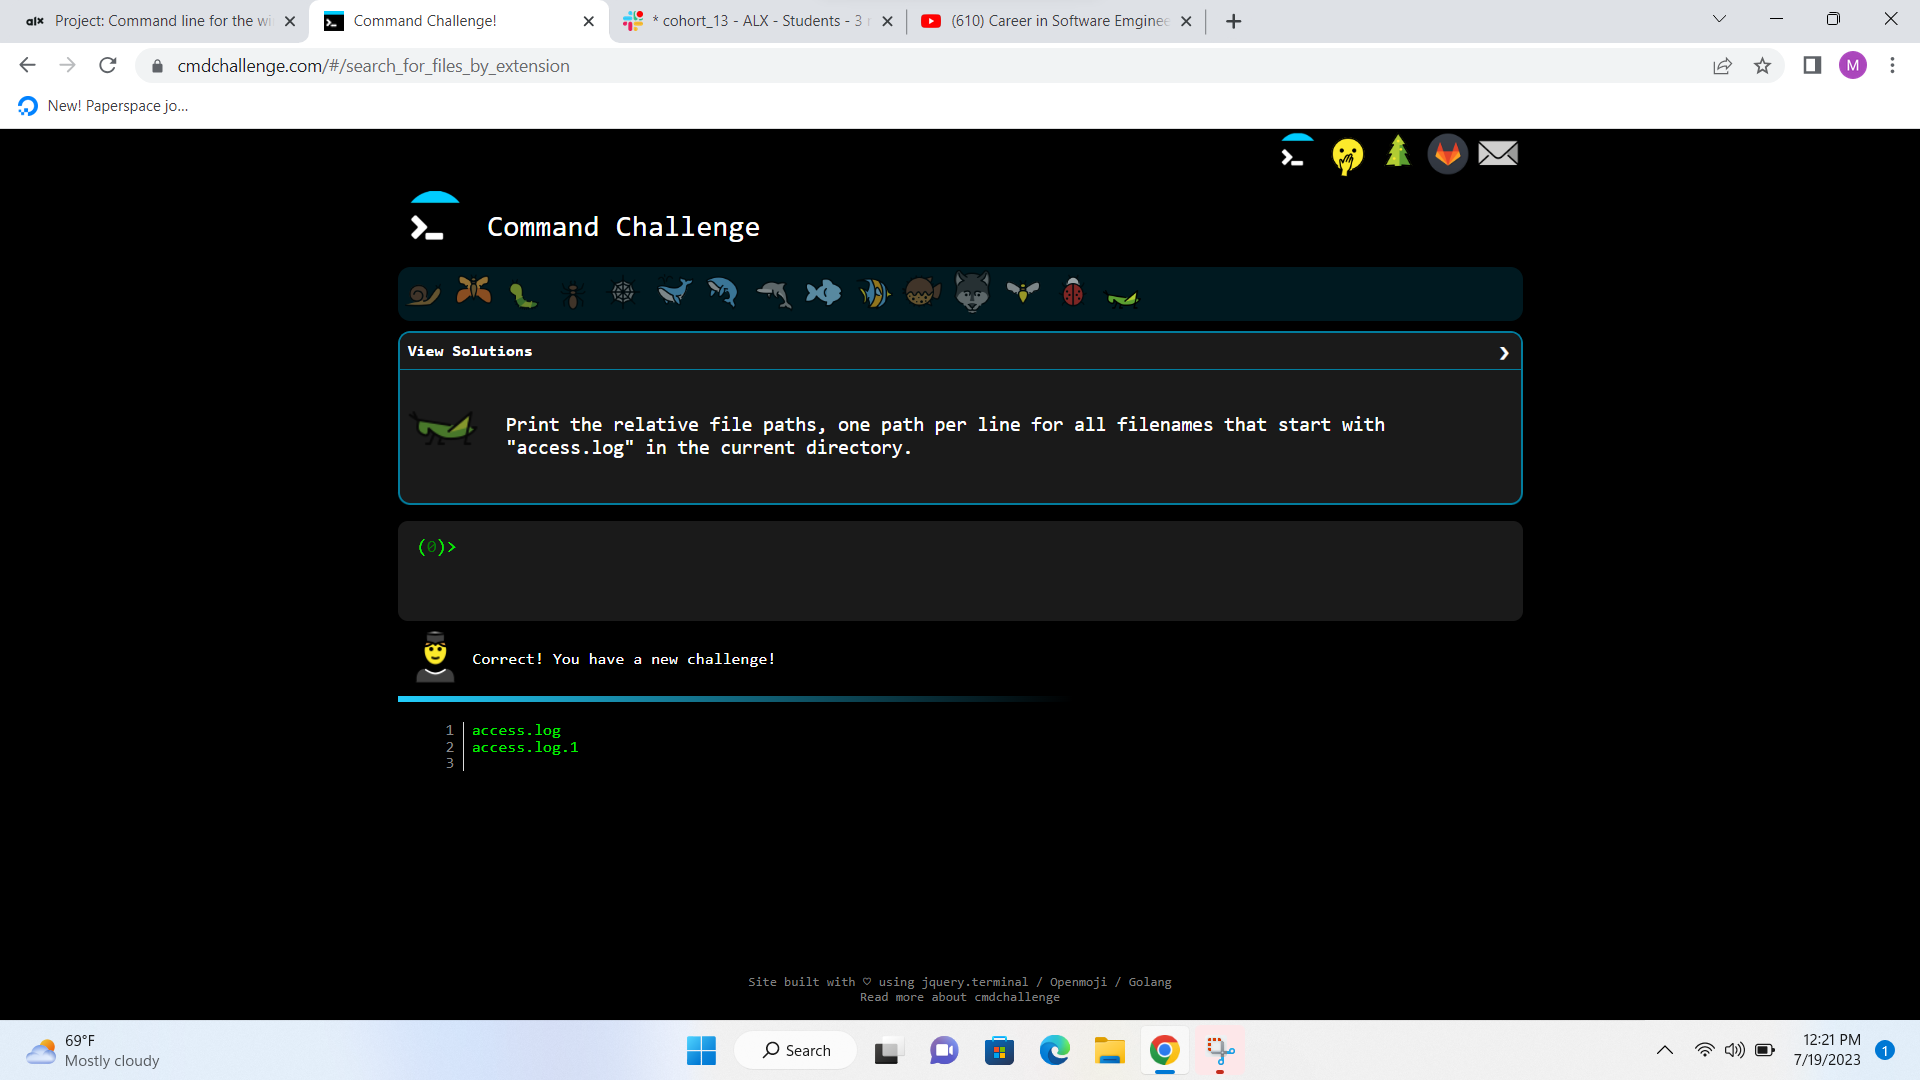 alx Project: Command line for the wi
Command Challenge!
* cohort_13 - ALX - Students - 3
(610) Career in Software Emginee
cmdchallenge.com/#/search_for_files_by_extension
M
New! Paperspace jo...
Command Challenge
View Solutions
Print the relative file paths, one path per line for all filenames that start with
"access.log" in the current directory.
(0)>
Correct! You have a new challenge!
1 access.log
2 access.log.1
3
Site built with ♡ using jquery.terminal / Openmoji / Golang
Read more about cmdchallenge
69°F
Mostly cloudy
Search
12:21 PM
7/19/2023
1